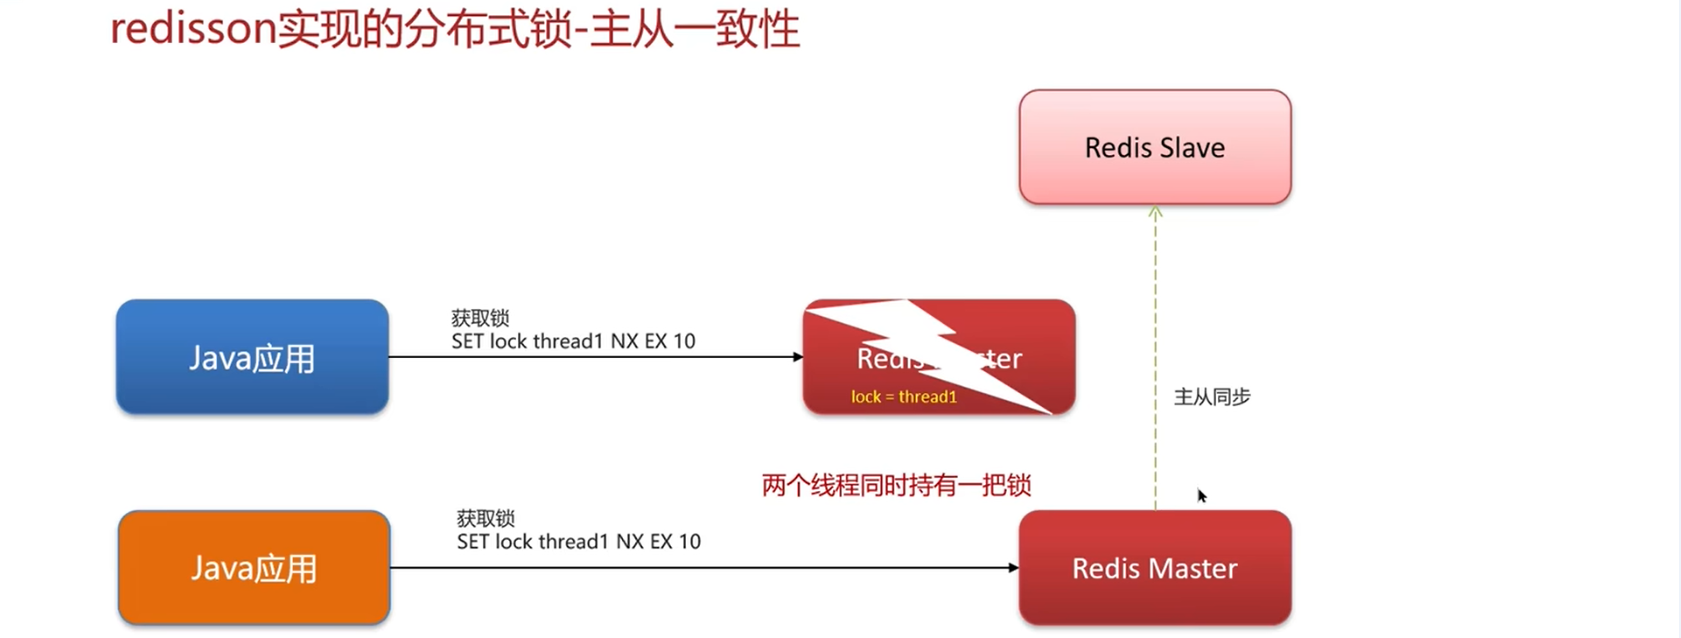 redisson实现的分布式锁-主从一致性
Redis Slave
获取锁
SET lock thread1 NX EX 10
Java应用
Redis ster
lock = thread1
主从同步
两个线程同时持有一把锁
获取锁
SET lock thread1 NX EX 10
Java应用
Redis Master